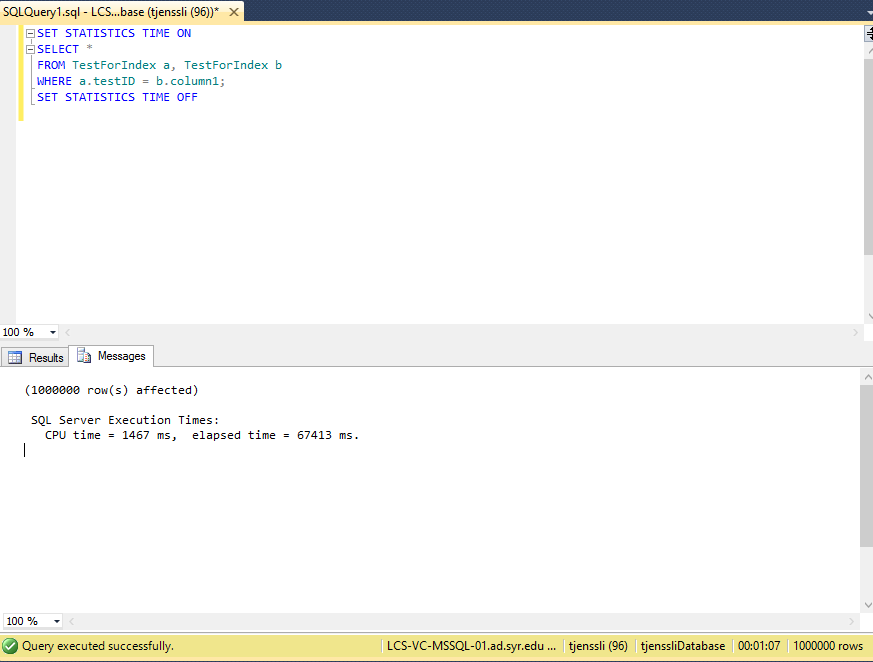 SQLQuery1.sql - LCS...base (tjenssli (96))*
SET STATISTICS TIME ON
SELECT *
FROM TestForIndex a, TestForIndex b
WHERE a.testID = b.column1;
SET STATISTICS TIME OFF
100 %
Results Messages
(1000000 row(s) affected)
SQL Server Execution Times:
CPU time = 1467 ms, elapsed time = 67413 ms.
100 %
Query executed successfully. LCS-VC-MSSQL-01.ad.syr.edu ... tjenssli (96) tjenssliDatabase 00:01:07 1000000 rows